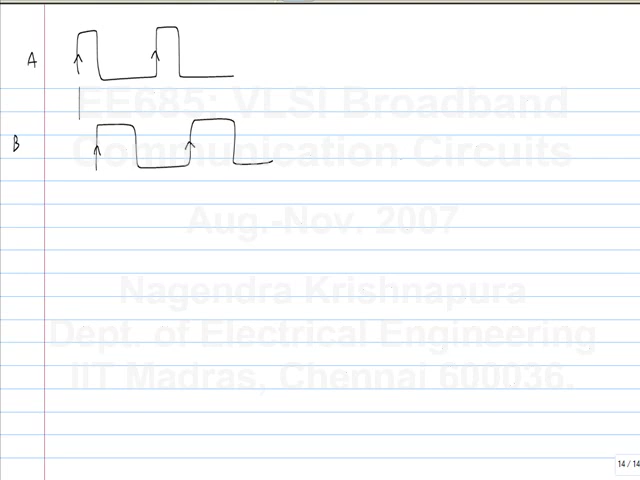 A
EE685: VLSI Broadband
B
Communication Circuits
Aug.-Nov. 2007
Nagendra Krishnapura
Dept. of Electrical Engineering
IIT Madras, Chennai 600036.
14 / 14